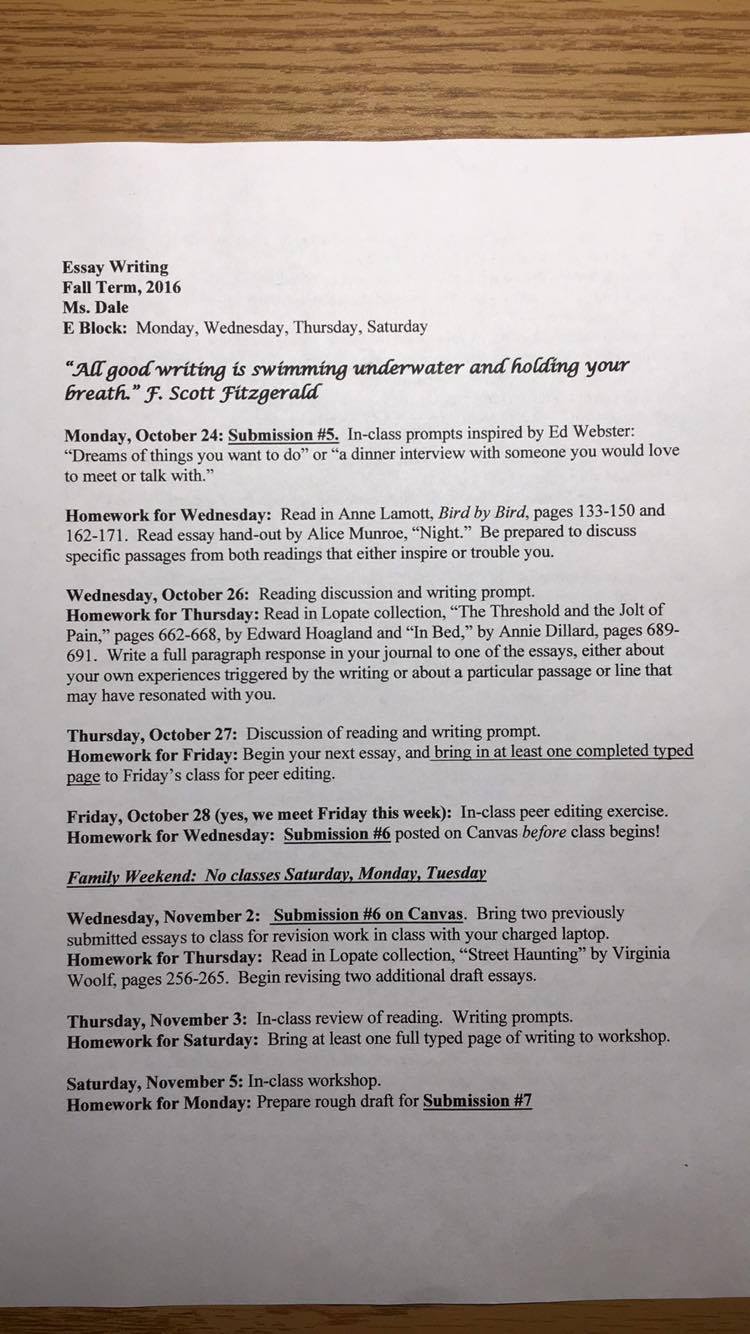 Essay Writing
Fall Term, 2016
Ms. Dale
E Block: Monday, Wednesday, Thursday, Saturday
“All good writing is swimming underwater and holding your
breath.” F. Scott Fitzgerald
Monday, October 24: Submission #5. In-class prompts inspired by Ed Webster:
“Dreams of things you want to do” or “a dinner interview with someone you would love
to meet or talk with.”
Homework for Wednesday: Read in Anne Lamott, Bird by Bird, pages 133-150 and
162-171. Read essay hand-out by Alice Munroe, “Night.” Be prepared to discuss
specific passages from both readings that either inspire or trouble you.
Wednesday, October 26: Reading discussion and writing prompt.
Homework for Thursday: Read in Lopate collection, “The Threshold and the Jolt of
Pain,” pages 662-668, by Edward Hoagland and “In Bed,” by Annie Dillard, pages 689-
691. Write a full paragraph response in your journal to one of the essays, either about
your own experiences triggered by the writing or about a particular passage or line that
may have resonated with you.
Thursday, October 27: Discussion of reading and writing prompt.
Homework for Friday: Begin your next essay, and bring in at least one completed typed
page to Friday’s class for peer editing.
Friday, October 28 (yes, we meet Friday this week): In-class peer editing exercise.
Homework for Wednesday: Submission #6 posted on Canvas before class begins!
Family Weekend: No classes Saturday, Monday, Tuesday
Wednesday, November 2: Submission #6 on Canvas. Bring two previously
submitted essays to class for revision work in class with your charged laptop.
Homework for Thursday: Read in Lopate collection, “Street Haunting” by Virginia
Woolf, pages 256-265. Begin revising two additional draft essays.
Thursday, November 3: In-class review of reading. Writing prompts.
Homework for Saturday: Bring at least one full typed page of writing to workshop.
Saturday, November 5: In-class workshop.
Homework for Monday: Prepare rough draft for Submission #7